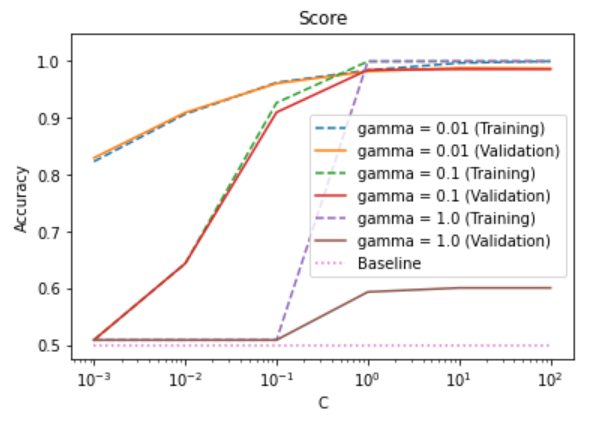 Score
Accuracy
1.0
0.9
0.8
0.7
0.6
0.5
gamma = 0.01 (Training)
gamma = 0.01 (Validation)
gamma = 0.1 (Training)
gamma = 0.1 (Validation)
gamma = 1.0 (Training)
gamma = 1.0 (Validation)
Baseline
10⁻³ 10⁻² 10⁻¹ 10⁰ 10¹ 10²
C